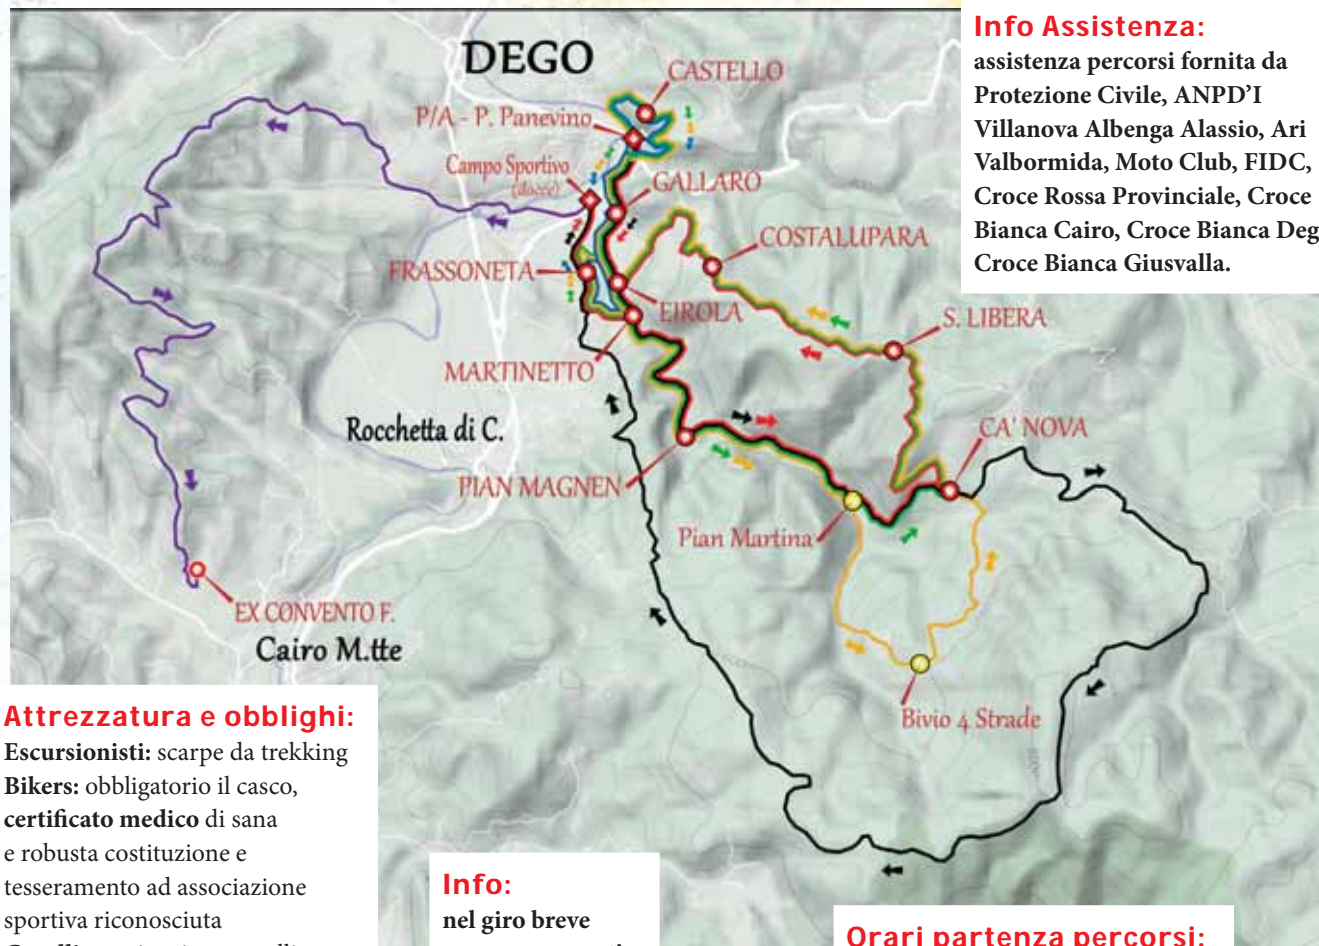 DEGO
CASTELLO
P/A - P. Panevino
Campo Sportivo
(docce)
GALLARO
COSTALUPARA
FRASSONETA
EIROLA
S. LIBERA
MARTINETTO
Rocchetta di C.
CA' NOVA
PIAN MAGNEN
Pian Martina
EX CONVENTO F.
Cairo M.tte
Bivio 4 Strade
Info Assistenza:
assistenza percorsi fornita da
Protezione Civile, ANPD’I
Villanova Albenga Alassio, Ari
Valbormida, Moto Club, FIDC,
Croce Rossa Provinciale, Croce
Bianca Cairo, Croce Bianca Deg
Croce Bianca Giusvalla.
Attrezzatura e obblighi:
Escursionisti: scarpe da trekking
Bikers: obbligatorio il casco,
certificato medico di sana
e robusta costituzione e
tesseramento ad associazione
sportiva riconosciuta
Info:
nel giro breve
Orari partenza percorsi: